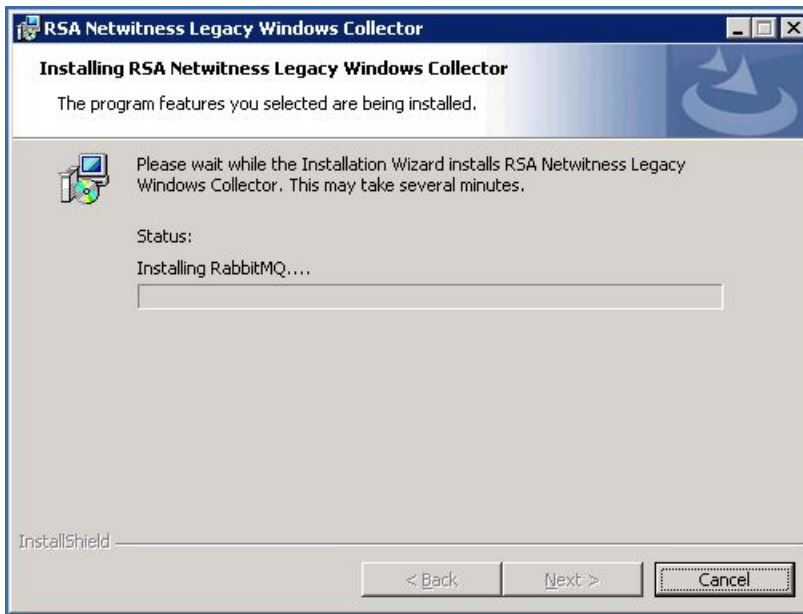 RSA Netwitness Legacy Windows Collector
Installing RSA Netwitness Legacy Windows Collector
The program features you selected are being installed.
Please wait while the Installation Wizard installs RSA Netwitness Legacy
Windows Collector. This may take several minutes.
Status:
Installing RabbitMQ....
InstallShield
< Back Next > Cancel